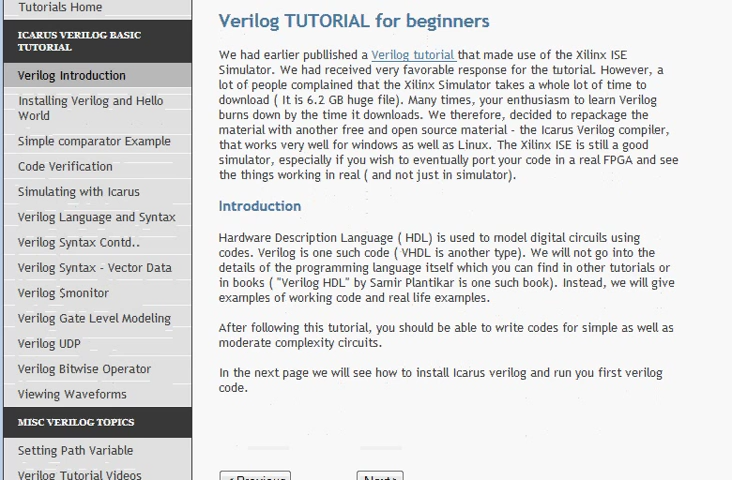 Tutorials Home
ICARUS VERILOG BASIC
TUTORIAL
Verilog Introduction
Installing Verilog and Hello
World
Simple comparator Example
Code Verification
Simulating with Icarus
Verilog Language and Syntax
Verilog Syntax Contd..
Verilog Syntax - Vector Data
Verilog $monitor
Verilog Gate Level Modeling
Verilog UDP
Verilog Bitwise Operator
Viewing Waveforms
MISC VERILOG TOPICS
Setting Path Variable
Verilog Tutorial Videos
Verilog TUTORIAL for beginners
We had earlier publlished a Verilog tutorial that made use of the Xilinx ISE
Simulator. We had received very favorable response for the tutorial. However, a
lot of people complained that the Xilinx Simulator takes a whole lot of time to
download ( It is 6.2 GB huge file). Many times, your enthusiasm to learn Verilog
burns down by the time it downloads. We therefore, decided to repackage the
material with another free and open source material - the Icarus Verilog compiler,
that works very well for windows as well as Linux. The Xilinx ISE is still a good
simulator, especially if you wish to eventually port your code in a real FPGA and see
the things working in real ( and not just in simulator).
Introduction
Hardware Description Language ( HDL) is used to model digital circuils using
codes. Verilog is one such code ( VHDL is another type). We will not go into the
details of the programming language itself which you can find in other tutorials or
in books ( "Verilog HDL" by Samir Plantikar is one such book). Instead, we will give
examples of working code and real life examples.
After following this tutorial, you should be able to write codes for simple as well as
moderate complexity circuits.
In the next page we will see how to install Icarus verilog and run you first verilog
code.
< Previous
Next >